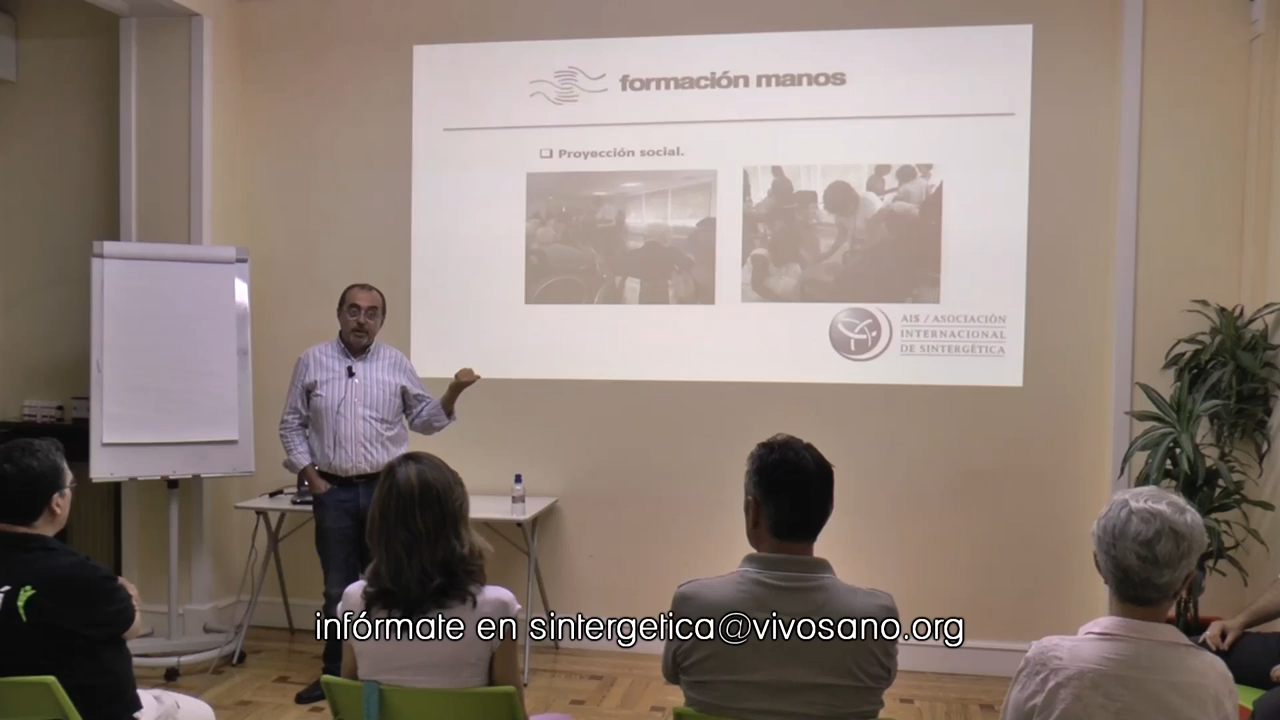 formación manos
Proyección social.
AIS / ASOCIACIÓN
INTERNACIONAL
DE SINTERGÉTICA
infórmate en sintergetica@vivosano.org